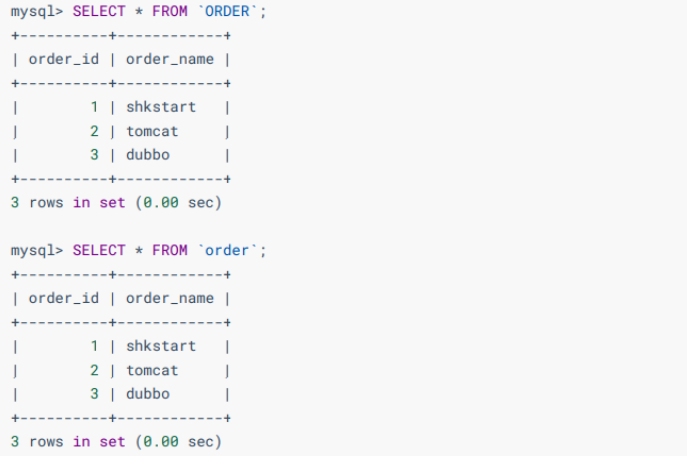 mysql> SELECT * FROM `ORDER`;
+----------+------------+
| order_id | order_name |
+----------+------------+
|        1 | shkstart   |
|        2 | tomcat     |
|        3 | dubbo      |
+----------+------------+
3 rows in set (0.00 sec)

mysql> SELECT * FROM `order`;
+----------+------------+
| order_id | order_name |
+----------+------------+
|        1 | shkstart   |
|        2 | tomcat     |
|        3 | dubbo      |
+----------+------------+
3 rows in set (0.00 sec)